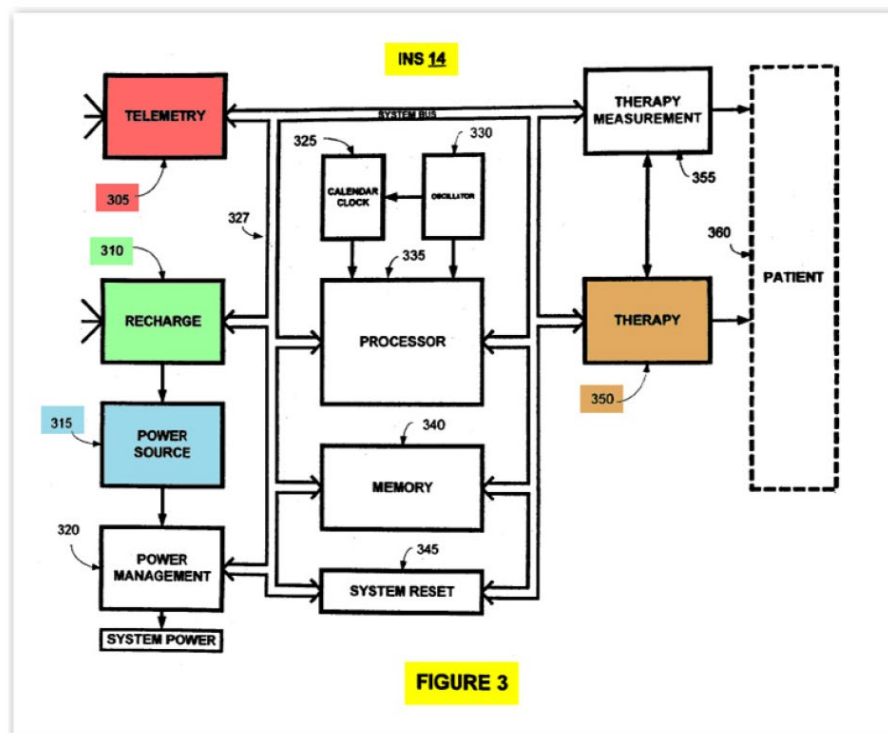 INS 14
TELEMETRY
305
SYSTEM BUS
THERAPY
MEASUREMENT
355
325
330
CALENDAR
CLOCK
OSCILLATOR
327
310
RECHARGE
335
PROCESSOR
THERAPY
350
360
PATIENT
315
POWER
SOURCE
340
MEMORY
320
POWER
MANAGEMENT
345
SYSTEM RESET
SYSTEM POWER
FIGURE 3